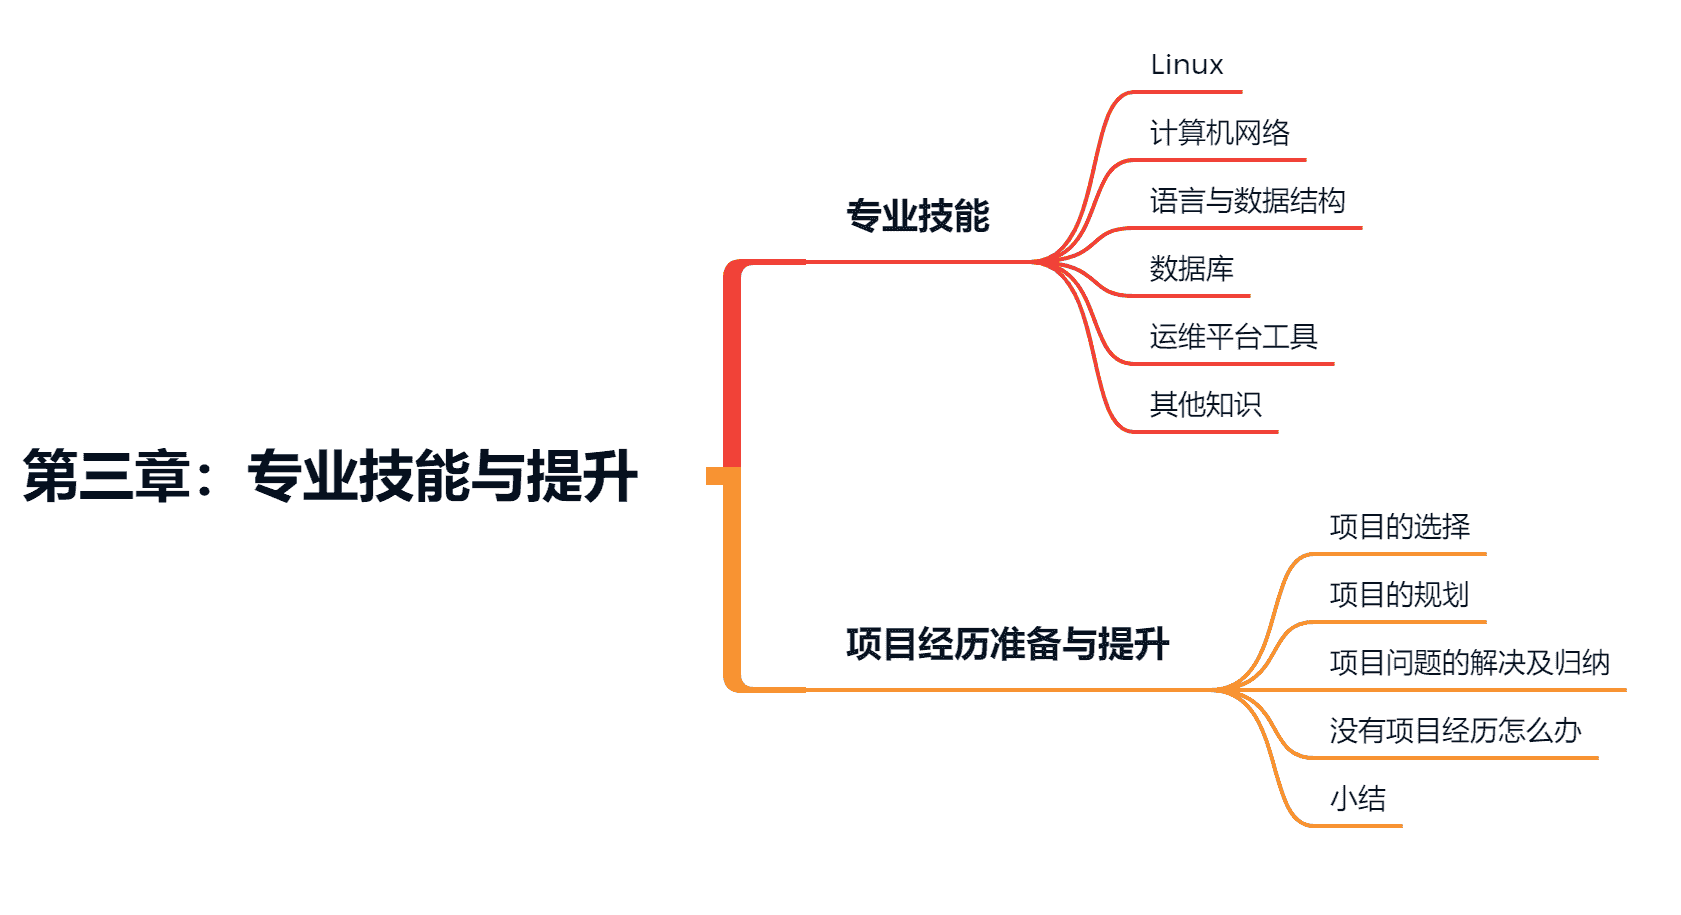 第三章：专业技能与提升
专业技能
Linux
计算机网络
语言与数据结构
数据库
运维平台工具
其他知识
项目经历准备与提升
项目的选择
项目的规划
项目问题的解决及归纳
没有项目经历怎么办
小结